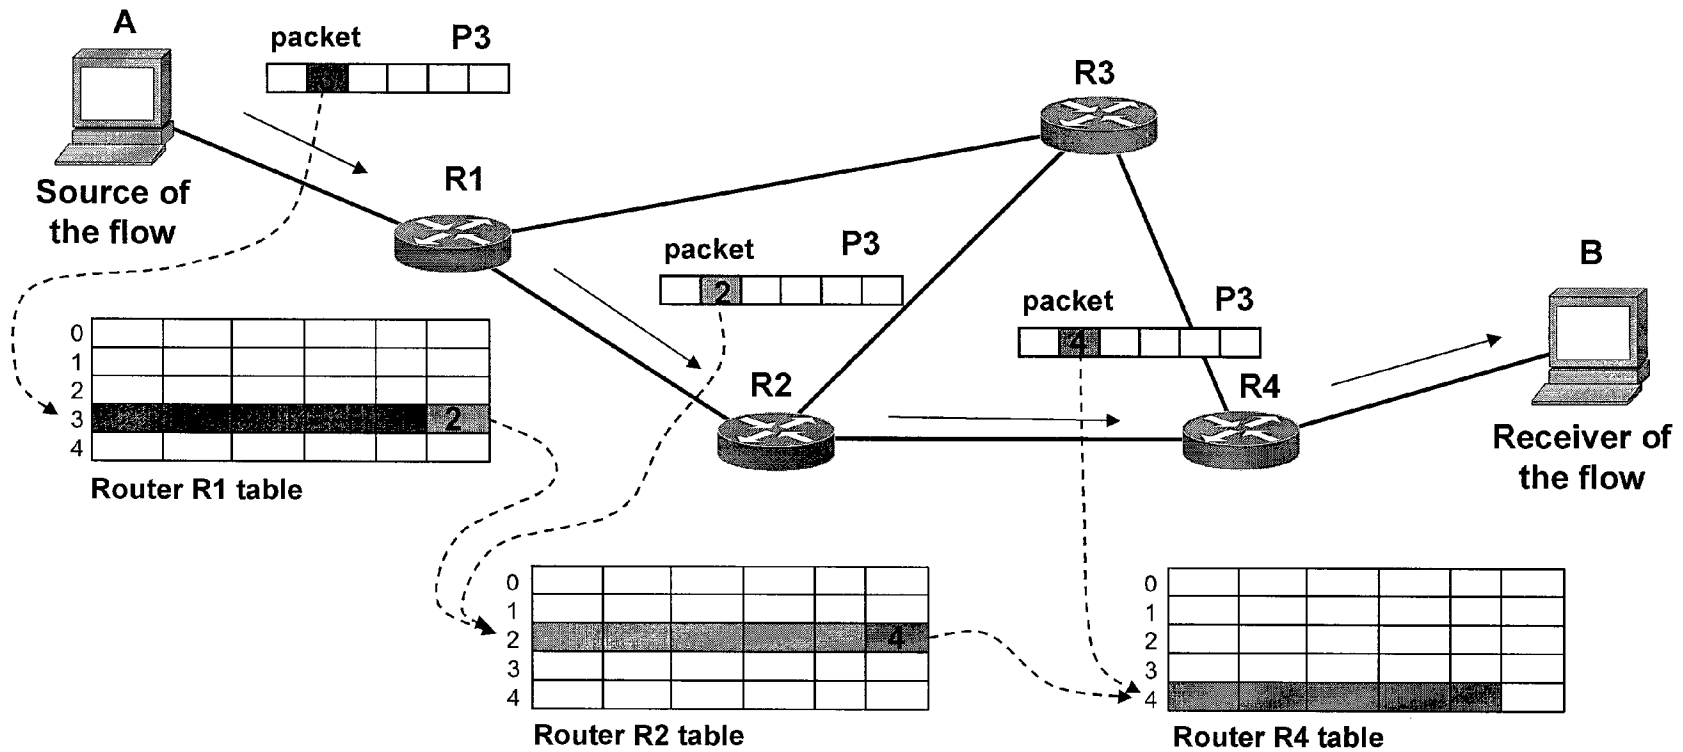 A
packet P3
R3
R1
Source of
the flow
packet P3
B
packet P3
0
1
2
3 2
4
Router R1 table
R2
R4
Receiver of
the flow
2
4
0
1
2 4
3
4
Router R2 table
0
1
2
3
4
Router R4 table